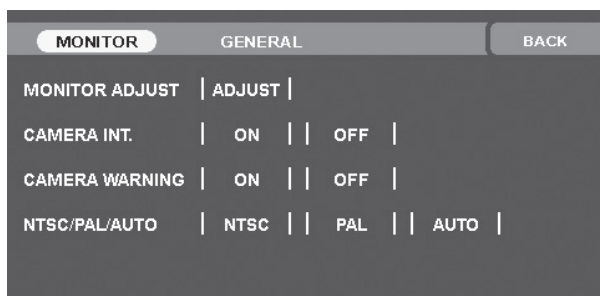 MONITOR GENERAL BACK
MONITOR ADJUST | ADJUST |
CAMERA INT. | ON | | OFF |
CAMERA WARNING | ON | | OFF |
NTSC/PAL/AUTO | NTSC | | PAL | | AUTO |